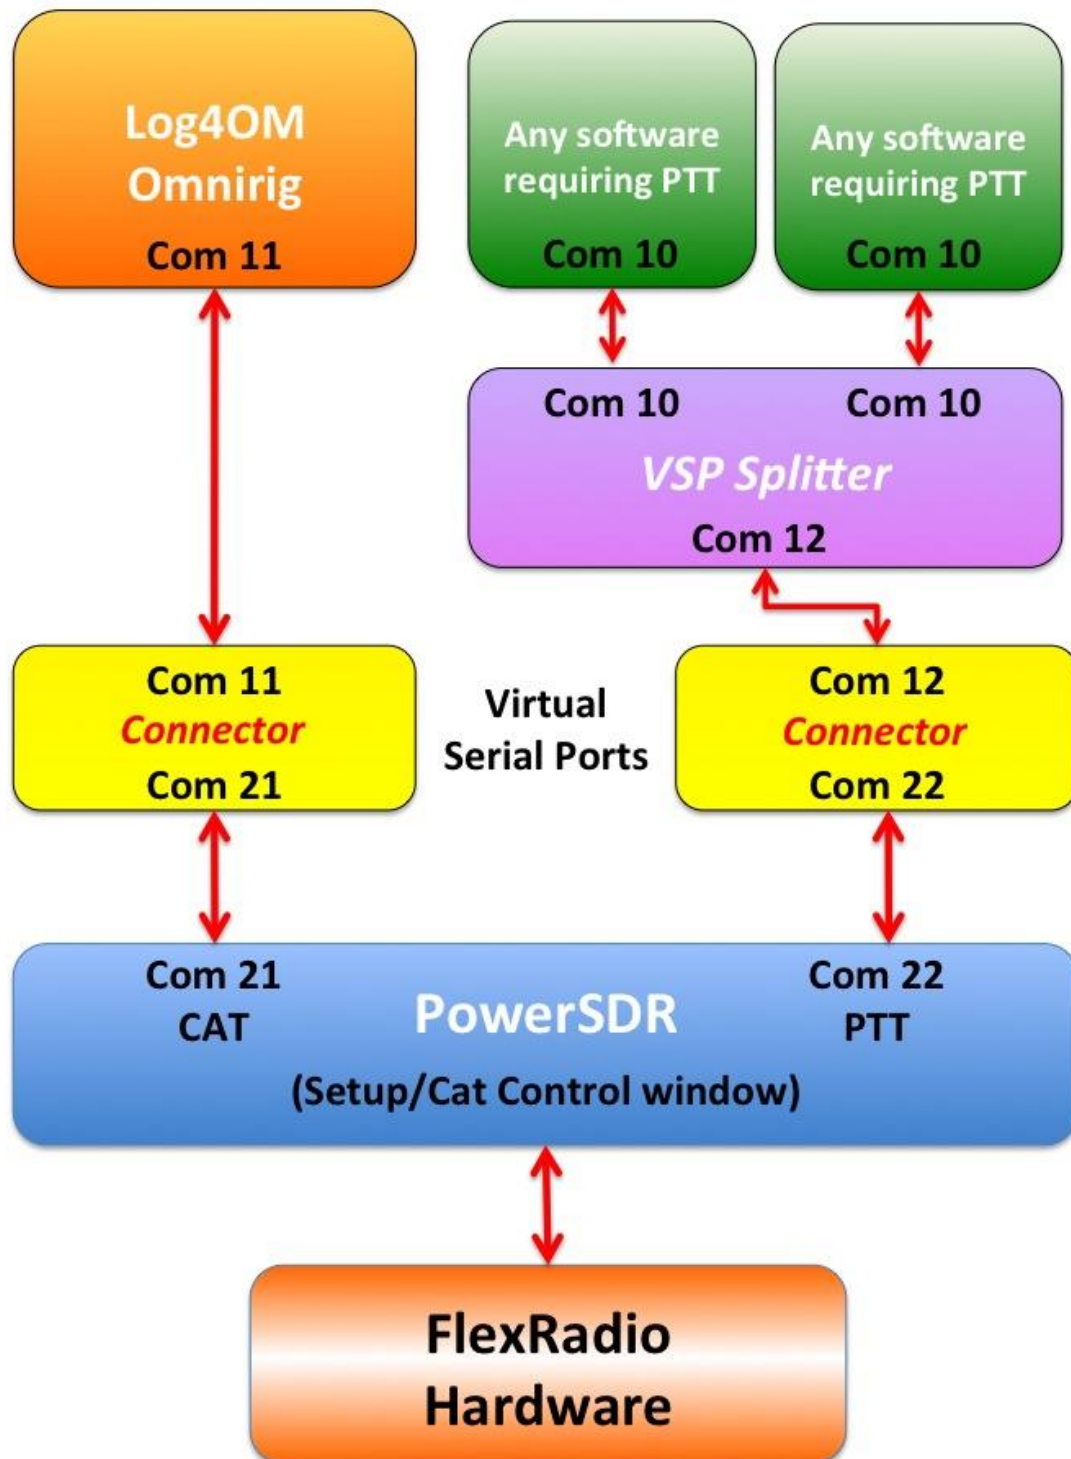 Log4OM
Omnirig
Com 11
Any software
requiring PTT
Com 10
Any software
requiring PTT
Com 10
Com 10
Com 10
VSP Splitter
Com 12
Com 11
Connector
Com 21
Virtual
Serial Ports
Com 12
Connector
Com 22
Com 21
CAT
PowerSDR
Com 22
PTT
(Setup/Cat Control window)
FlexRadio
Hardware